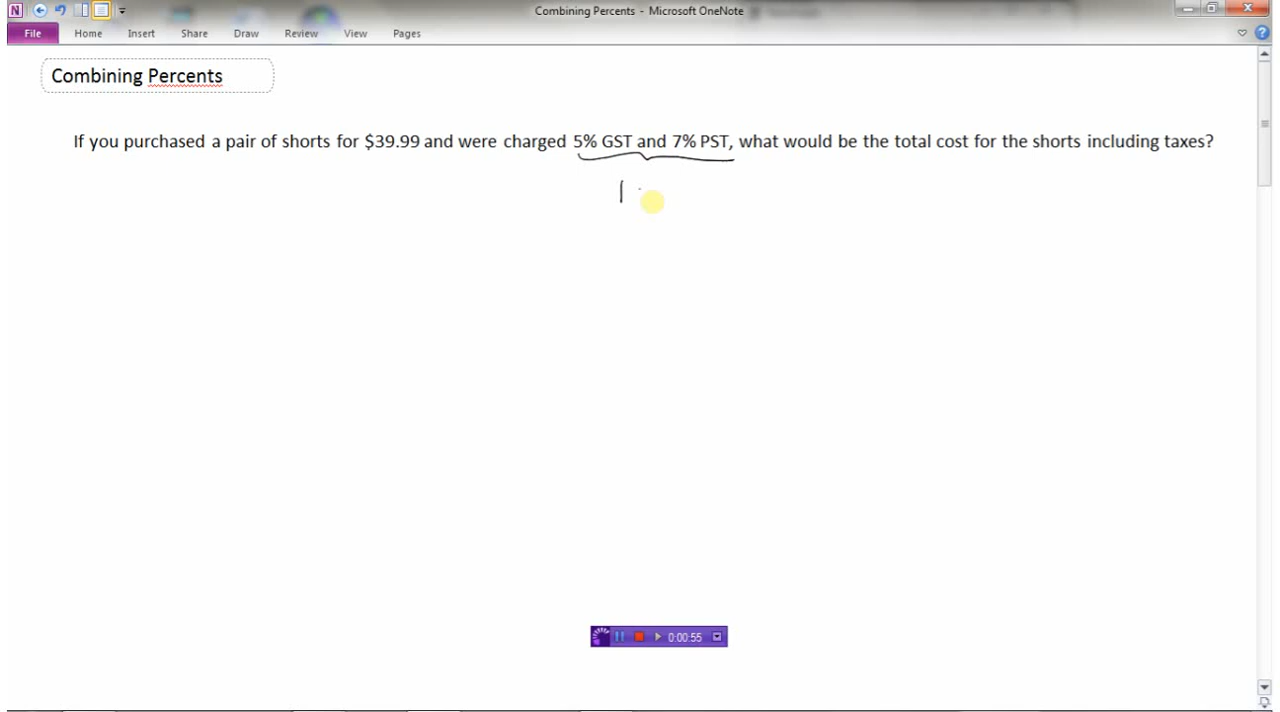 Combining Percents - Microsoft OneNote
File Home Insert Share Draw Review View Pages
Combining Percents
If you purchased a pair of shorts for $39.99 and were charged 5% GST and 7% PST, what would be the total cost for the shorts including taxes?
1
0:00:55